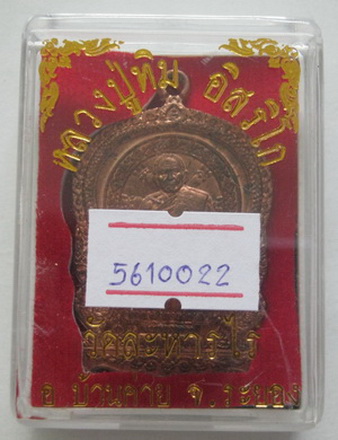 หลวงปู่ทิม อิสริโก
5610022
วัดละหารไร่
อ.บ้านค่าย จ.ระยอง